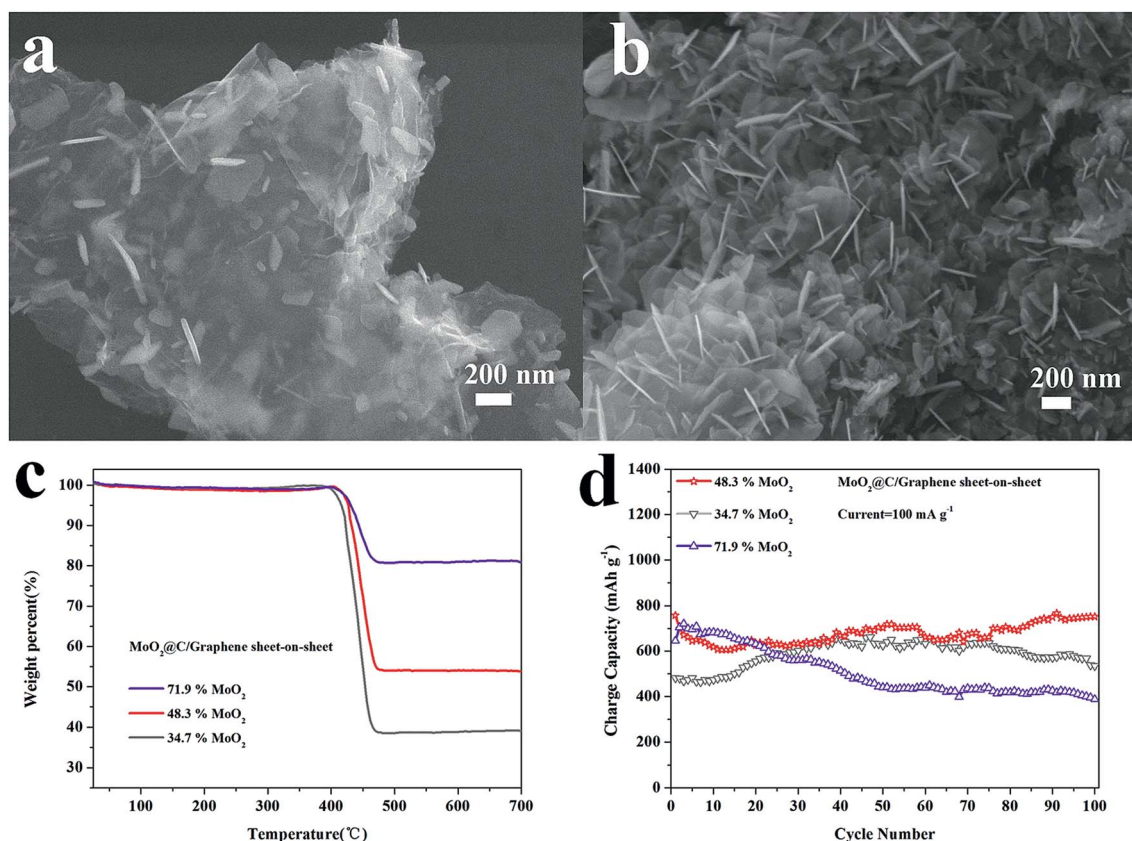 a
200 nm
b
200 nm
c
100
90
80
70
60
50
40
30
Weight percent(%)
MoO₂@C/Graphene sheet-on-sheet
71.9 % MoO₂
48.3 % MoO₂
34.7 % MoO₂
100 200 300 400 500 600 700
Temperature(℃)
d
1400
1200
1000
800
600
400
200
0
Charge Capacity (mAh g⁻¹)
48.3 % MoO₂
34.7 % MoO₂
71.9 % MoO₂
MoO₂@C/Graphene sheet-on-sheet
Current=100 mA g⁻¹
0 10 20 30 40 50 60 70 80 90 100
Cycle Number